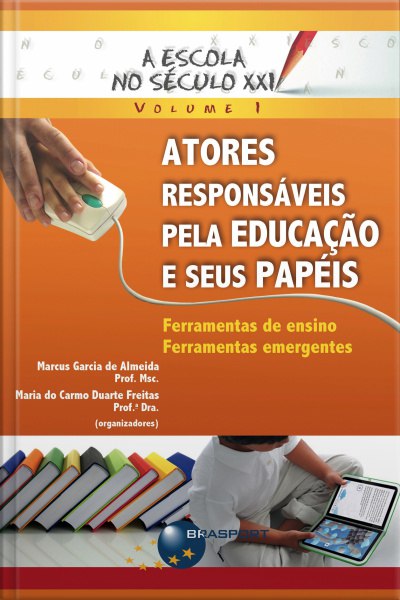 A ESCOLA
NO SÉCULO XXI
VOLUME I
ATORES
RESPONSÁVEIS
PELA EDUCAÇÃO
E SEUS PAPÉIS
Ferramentas de ensino
Ferramentas emergentes
Marcus Garcia de Almeida
Prof. Msc.
Maria do Carmo Duarte Freitas
Prof.ª Dra.
(organizadores)
BRASPORT